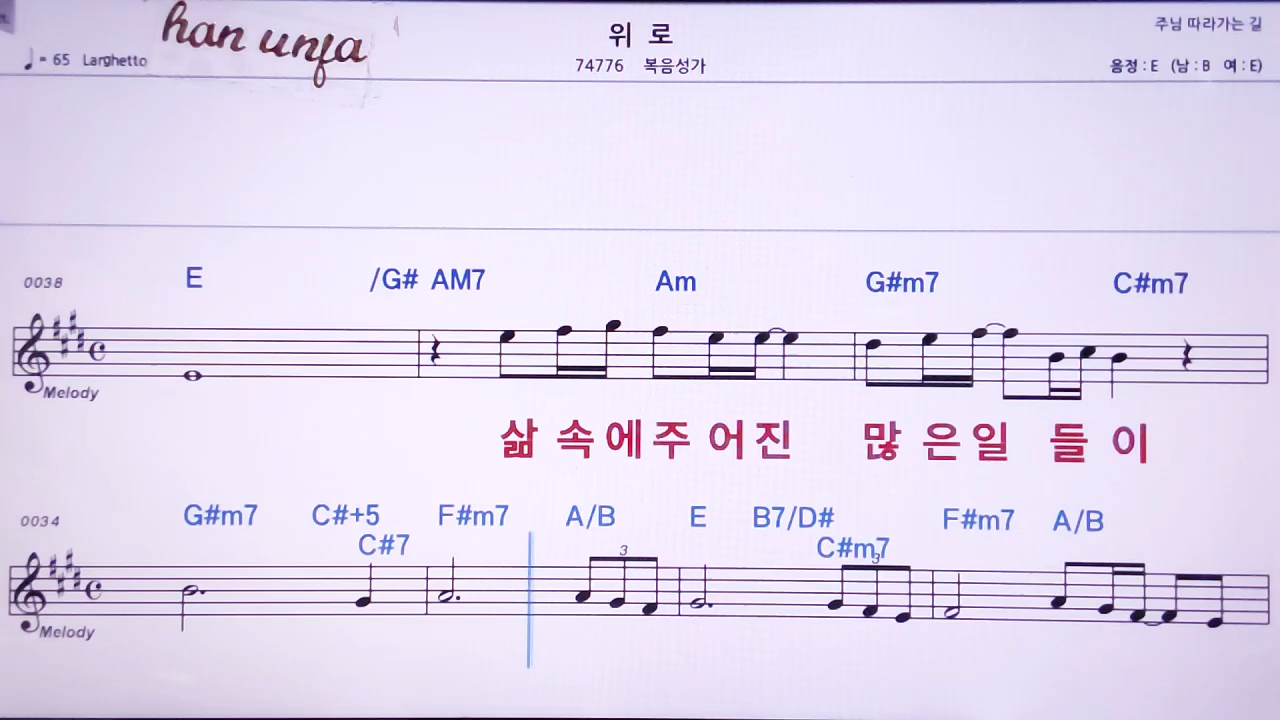 han unja
위 로
주님 따라가는 길
♩= 65 Larghetto
74776 복음성가
음정 : E (남 : B 여 : E)
0038 E /G# AM7 Am G#m7 C#m7
Melody
삶 속에주 어진 많 은일 들 이
0034 G#m7 C#+5 F#m7 A/B E B7/D# F#m7 A/B
C#7 C#m7
3 3
Melody